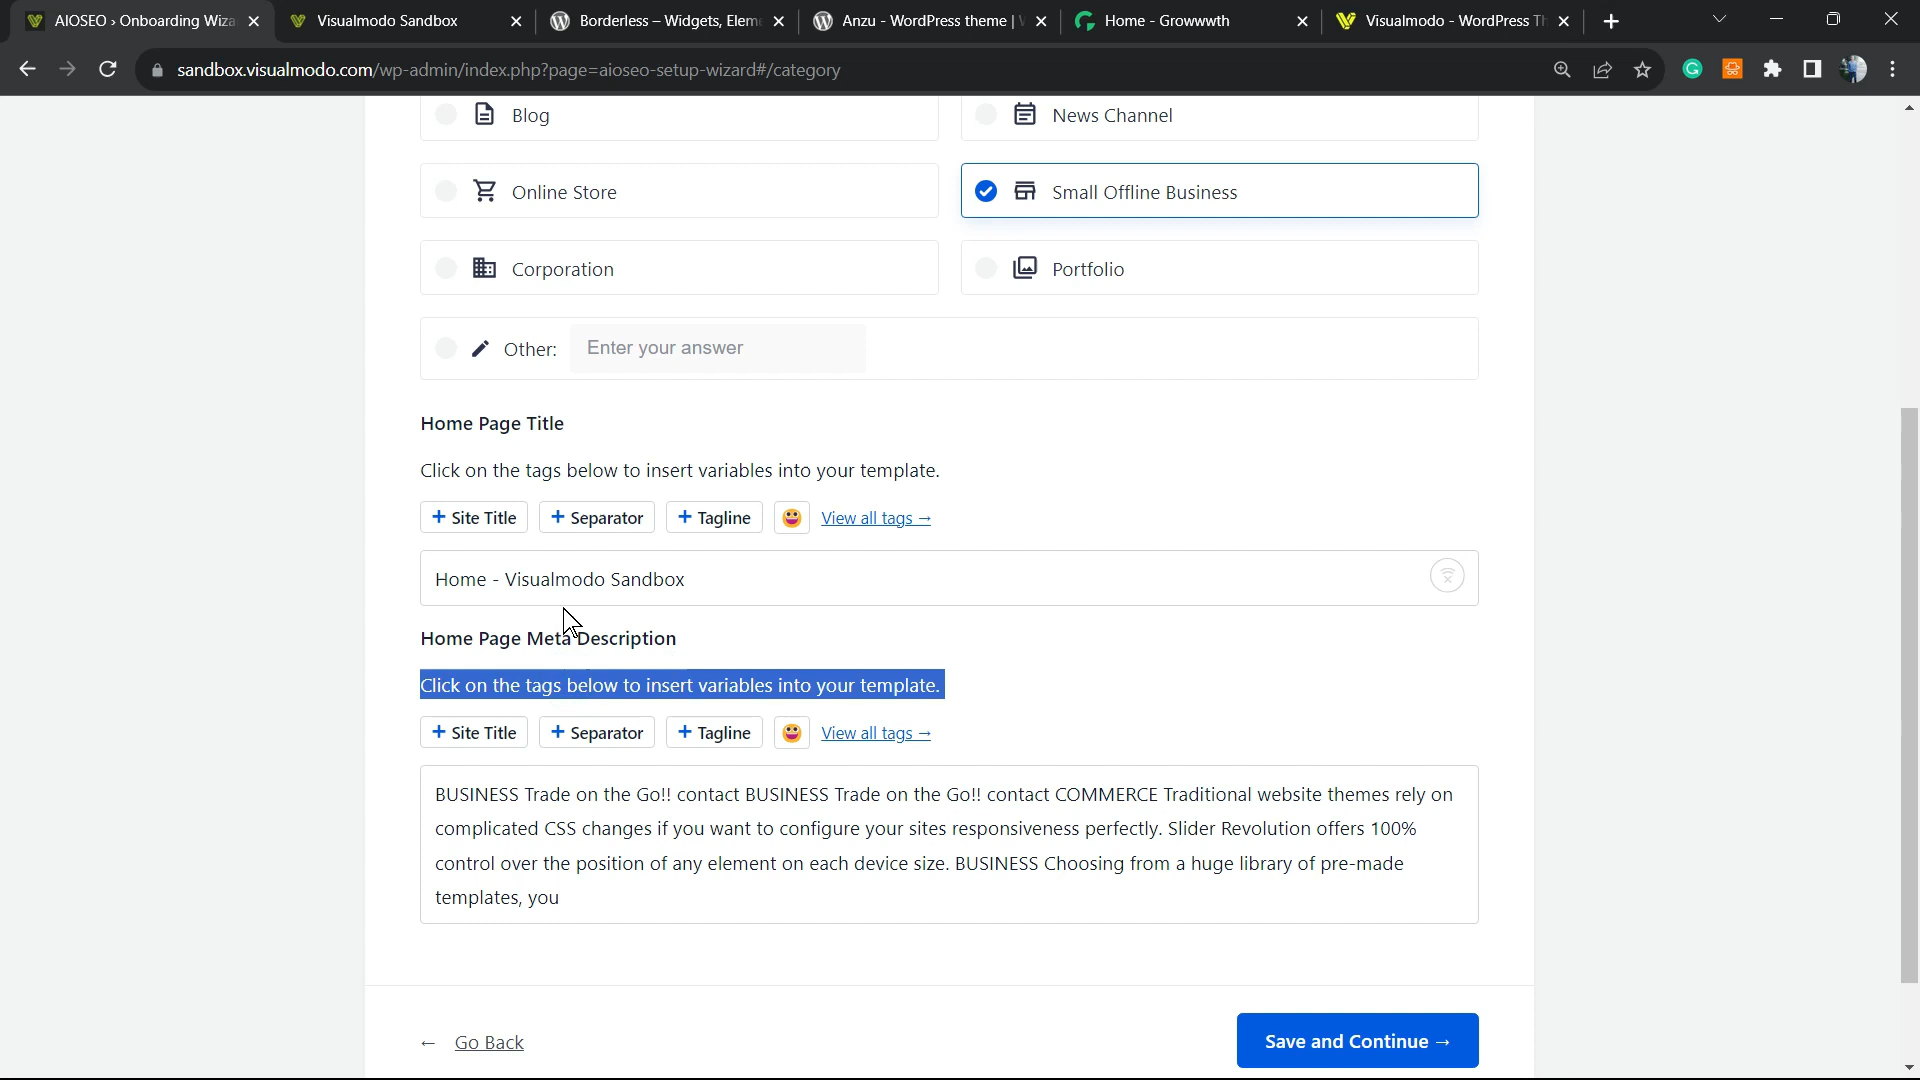 AIOSEO › Onboarding Wiza
Visualmodo Sandbox
Borderless – Widgets, Elem
Anzu - WordPress theme |
Home - Growwwth
Visualmodo - WordPress Th
sandbox.visualmodo.com/wp-admin/index.php?page=aioseo-setup-wizard#/category
Blog
News Channel
Online Store
Small Offline Business
Corporation
Portfolio
Other:
Enter your answer
Home Page Title
Click on the tags below to insert variables into your template.
+ Site Title
+ Separator
+ Tagline
View all tags →
Home - Visualmodo Sandbox
Home Page Meta Description
Click on the tags below to insert variables into your template.
+ Site Title
+ Separator
+ Tagline
View all tags →
BUSINESS Trade on the Go!! contact BUSINESS Trade on the Go!! contact COMMERCE Traditional website themes rely on
complicated CSS changes if you want to configure your sites responsiveness perfectly. Slider Revolution offers 100%
control over the position of any element on each device size. BUSINESS Choosing from a huge library of pre-made
templates, you
← Go Back
Save and Continue →